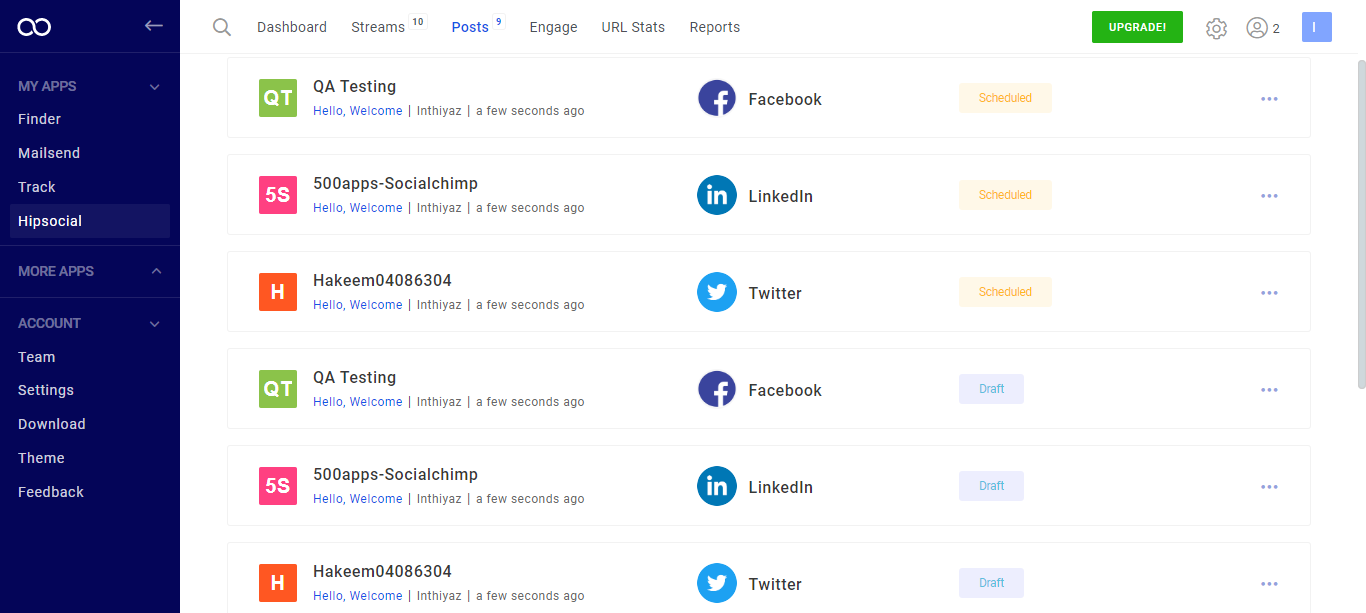 Dashboard Streams 10 Posts 9 Engage URL Stats Reports UPGRADE! 2 I
MY APPS
Finder
Mailsend
Track
Hipsocial
MORE APPS
ACCOUNT
Team
Settings
Download
Theme
Feedback
QT QA Testing Facebook Scheduled
Hello, Welcome | Inthiyaz | a few seconds ago
5S 500apps-Socialchimp LinkedIn Scheduled
Hello, Welcome | Inthiyaz | a few seconds ago
H Hakeem04086304 Twitter Scheduled
Hello, Welcome | Inthiyaz | a few seconds ago
QT QA Testing Facebook Draft
Hello, Welcome | Inthiyaz | a few seconds ago
5S 500apps-Socialchimp LinkedIn Draft
Hello, Welcome | Inthiyaz | a few seconds ago
H Hakeem04086304 Twitter Draft
Hello, Welcome | Inthiyaz | a few seconds ago